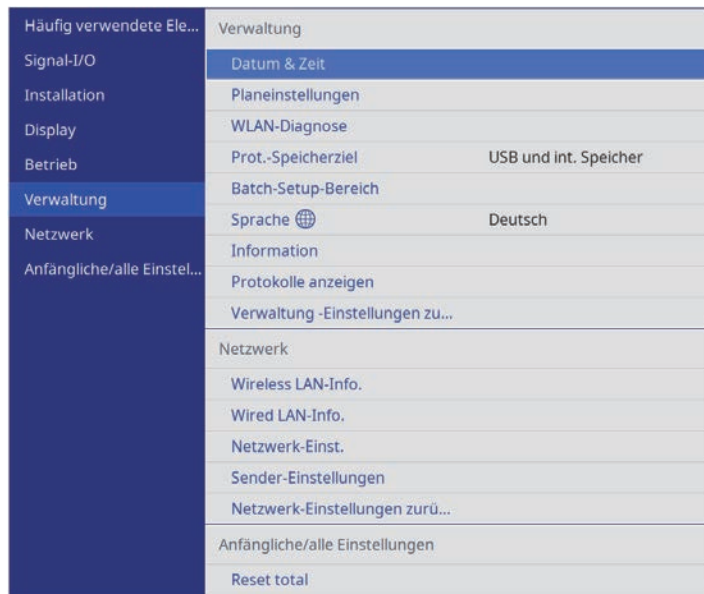 Häufig verwendete Ele...
Signal-I/O
Installation
Display
Betrieb
Verwaltung
Netzwerk
Anfängliche/alle Einstel...
Verwaltung
Datum & Zeit
Planeinstellungen
WLAN-Diagnose
Prot.-Speicherziel USB und int. Speicher
Batch-Setup-Bereich
Sprache Deutsch
Information
Protokolle anzeigen
Verwaltung -Einstellungen zu...
Netzwerk
Wireless LAN-Info.
Wired LAN-Info.
Netzwerk-Einst.
Sender-Einstellungen
Netzwerk-Einstellungen zurü...
Anfängliche/alle Einstellungen
Reset total